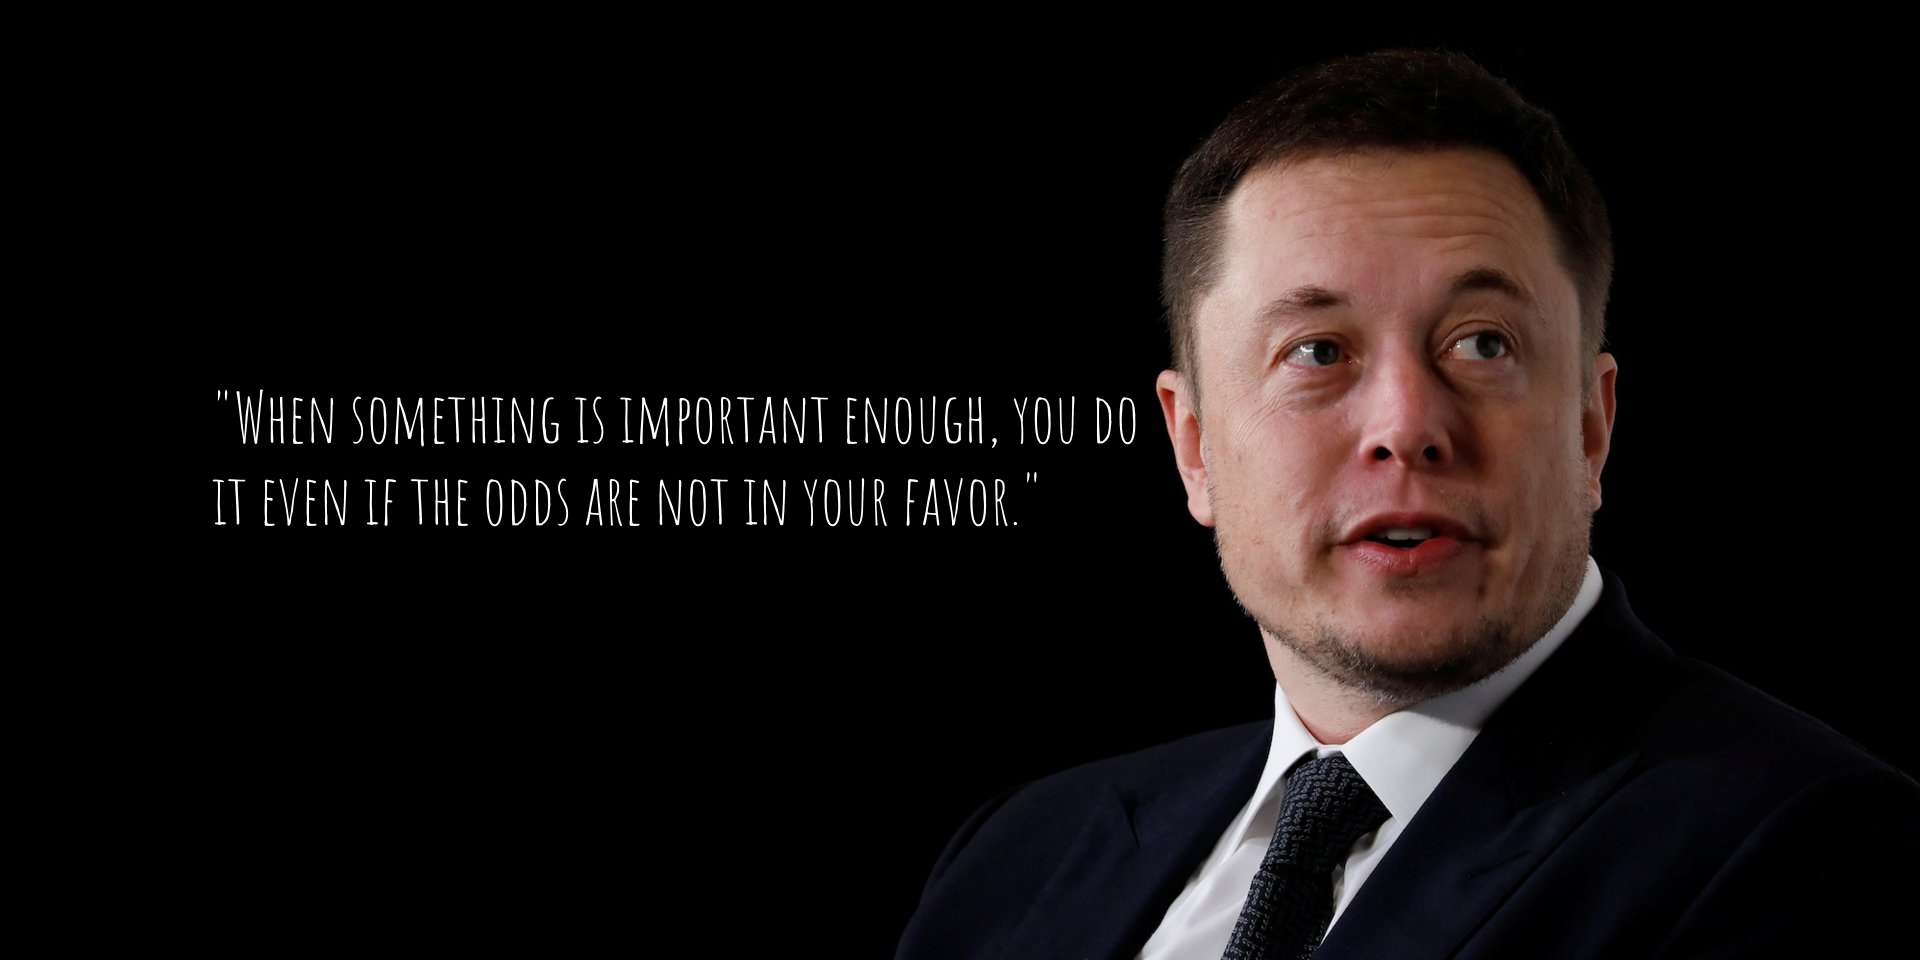 "When something is important enough, you do
it even if the odds are not in your favor."